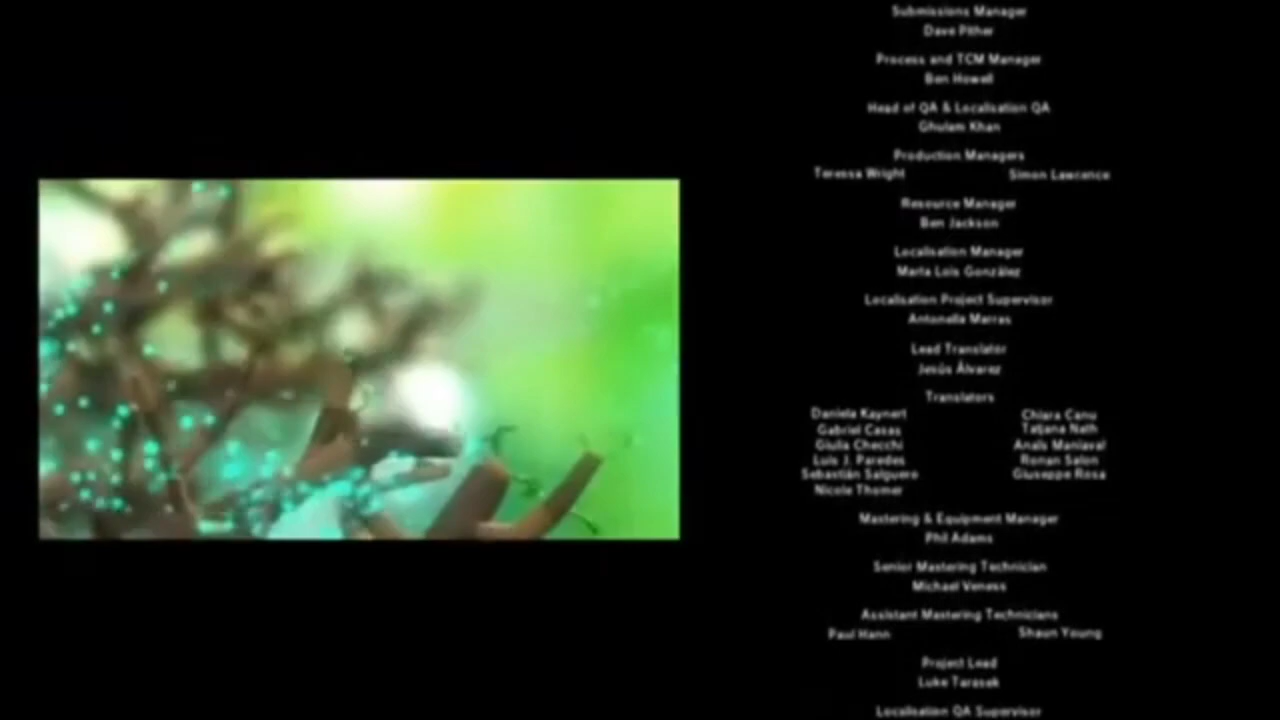 Submissions Manager
Dave Pither
Process and TCM Manager
Ben Howell
Head of QA & Localisation QA
Ghulam Khan
Production Managers
Teressa Wright Simon Lawrence
Resource Manager
Ben Jackson
Localisation Manager
Marta Lois González
Localisation Project Supervisor
Antonella Marras
Lead Translator
Jesús Álvarez
Translators
Daniela Kaynert Chiara Canu
Gabriel Casas Tatjana Nath
Giulia Checchi Anaïs Maniaval
Luis J. Paredes Ronan Salon
Sebastián Salguero Giuseppe Rosa
Nicole Thomer
Mastering & Equipment Manager
Phil Adams
Senior Mastering Technician
Michael Veness
Assistant Mastering Technicians
Paul Hann Shaun Young
Project Lead
Luke Tarasek
Localisation QA Supervisor